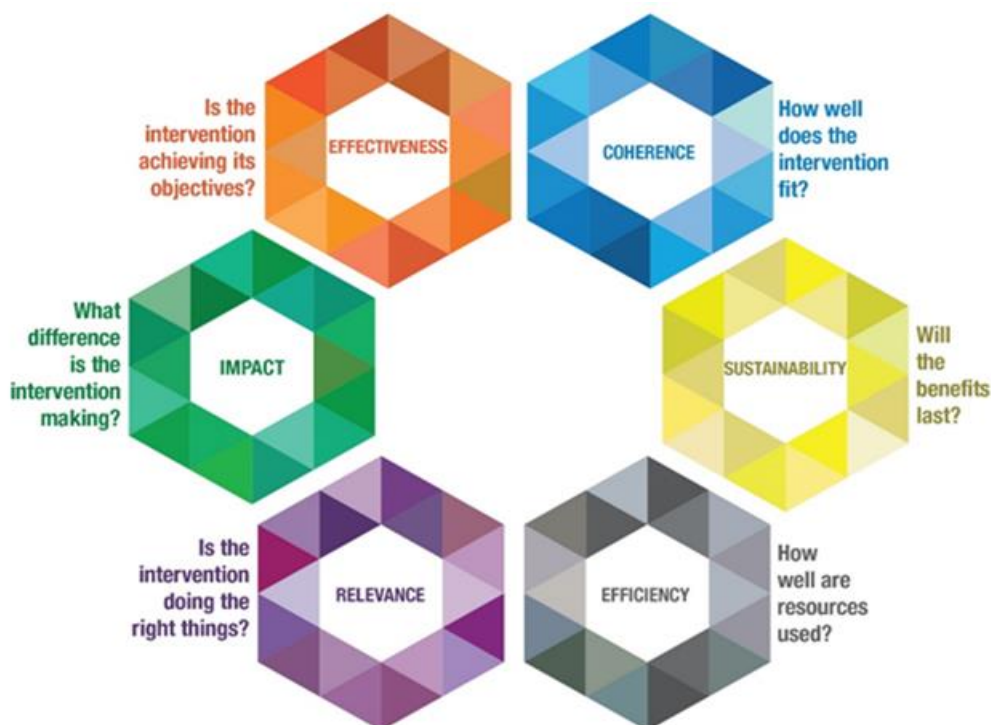 Is the
intervention
achieving its
objectives?
EFFECTIVENESS
COHERENCE
How well
does the
intervention
fit?
What
difference
is the
intervention
making?
IMPACT
SUSTAINABILITY
Will
the
benefits
last?
Is the
intervention
doing the
right things?
RELEVANCE
EFFICIENCY
How
well are
resources
used?